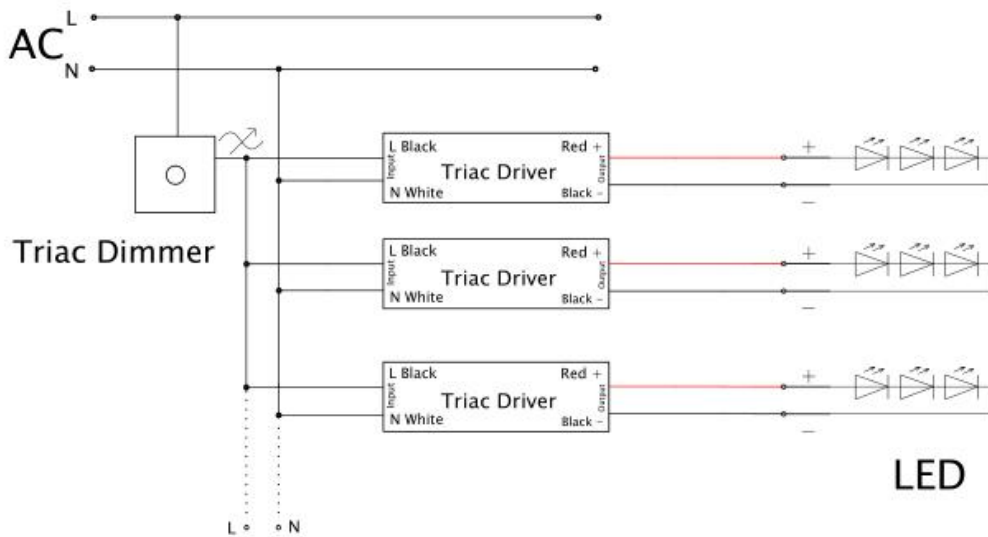 L
AC
N
L Black
Red +
Input
Triac Driver
Output
N White
Black -
Triac Dimmer
L Black
Red +
Input
Triac Driver
Output
N White
Black -
L Black
Red +
Input
Triac Driver
Output
N White
Black -
+
−
+
−
+
−
LED
L
N